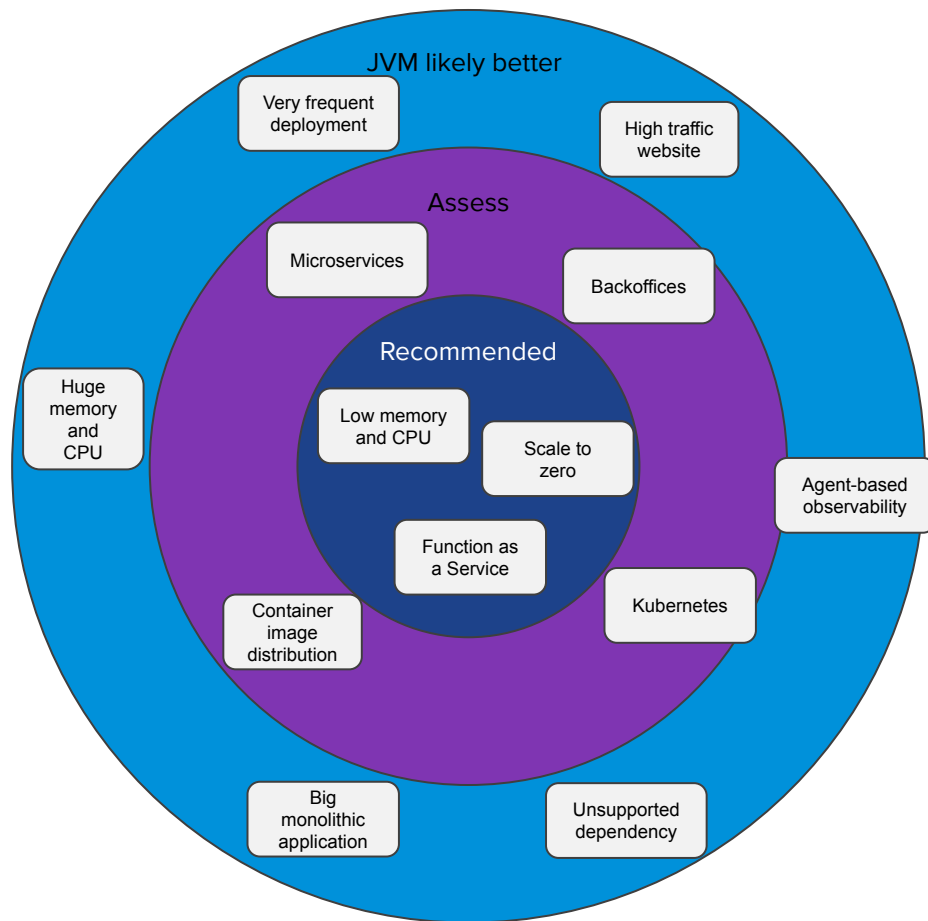 JVM likely better
Very frequent
deployment
High traffic
website
Assess
Microservices
Backoffices
Recommended
Huge
memory
and
CPU
Low memory
and CPU
Scale to
zero
Agent-based
observability
Function as
a Service
Kubernetes
Container
image
distribution
Big
monolithic
application
Unsupported
dependency